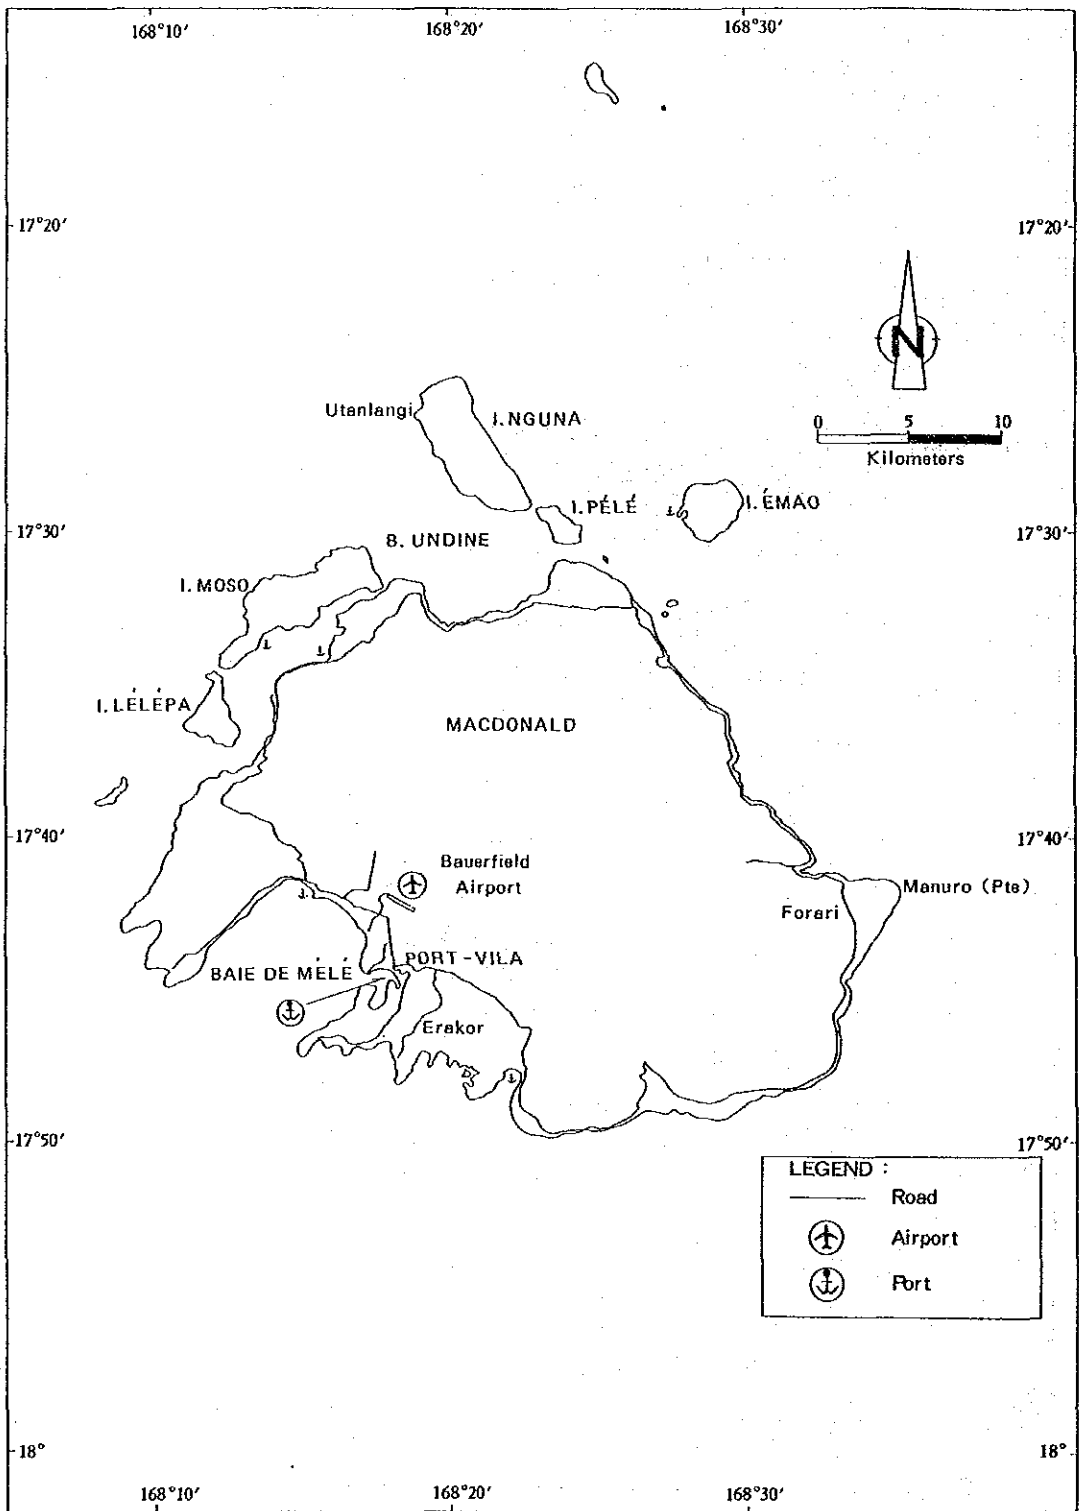 168°10′ 168°20′ 168°30′
17°20′ 17°20′
N
0 5 10
Kilometers
Utanlangi
I. NGUNA
I. PÉLÉ
I. ÉMAO
17°30′ 17°30′
B. UNDINE
I. MOSO
I. LÉLÉPA
MACDONALD
17°40′ 17°40′
Bauerfield
Airport
Manuro (Pte)
Forari
PORT-VILA
BAIE DE MÉLÉ
Erakor
17°50′ 17°50′
LEGEND :
Road
Airport
Port
18° 18°
168°10′ 168°20′ 168°30′